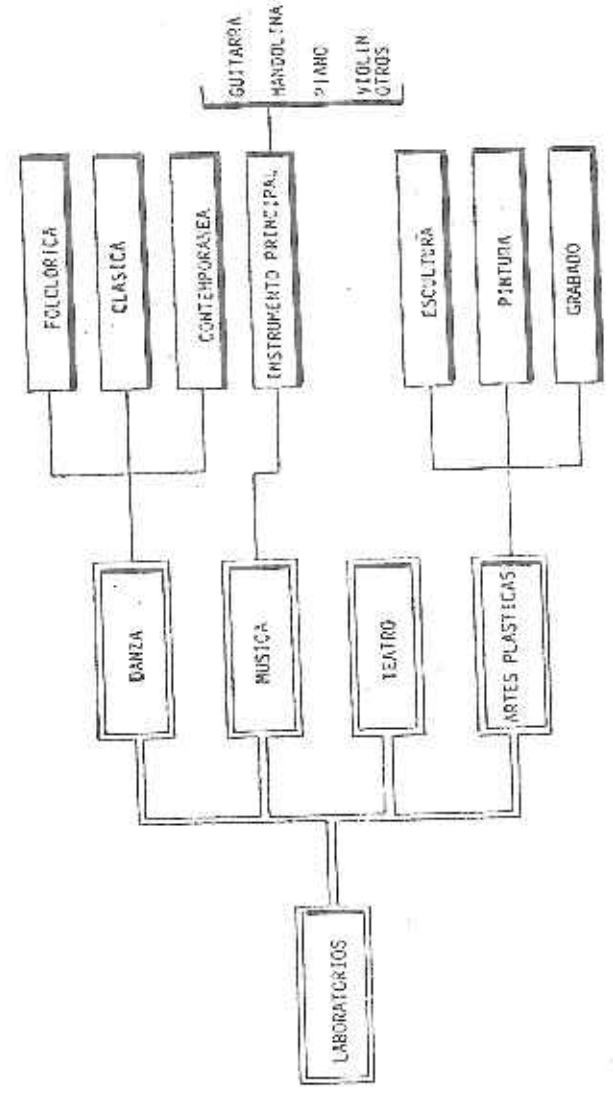 LABORATORIOS
DANZA
MUSICA
TEATRO
ARTES PLASTICAS
FOLCLORICA
CLASICA
CONTEMPORANEA
INSTRUMENTO PRINCIPAL
GUITARRA
MANDOLINA
PIANO
VIOLIN
OTROS
ESCULTURA
PINTURA
GRABADO